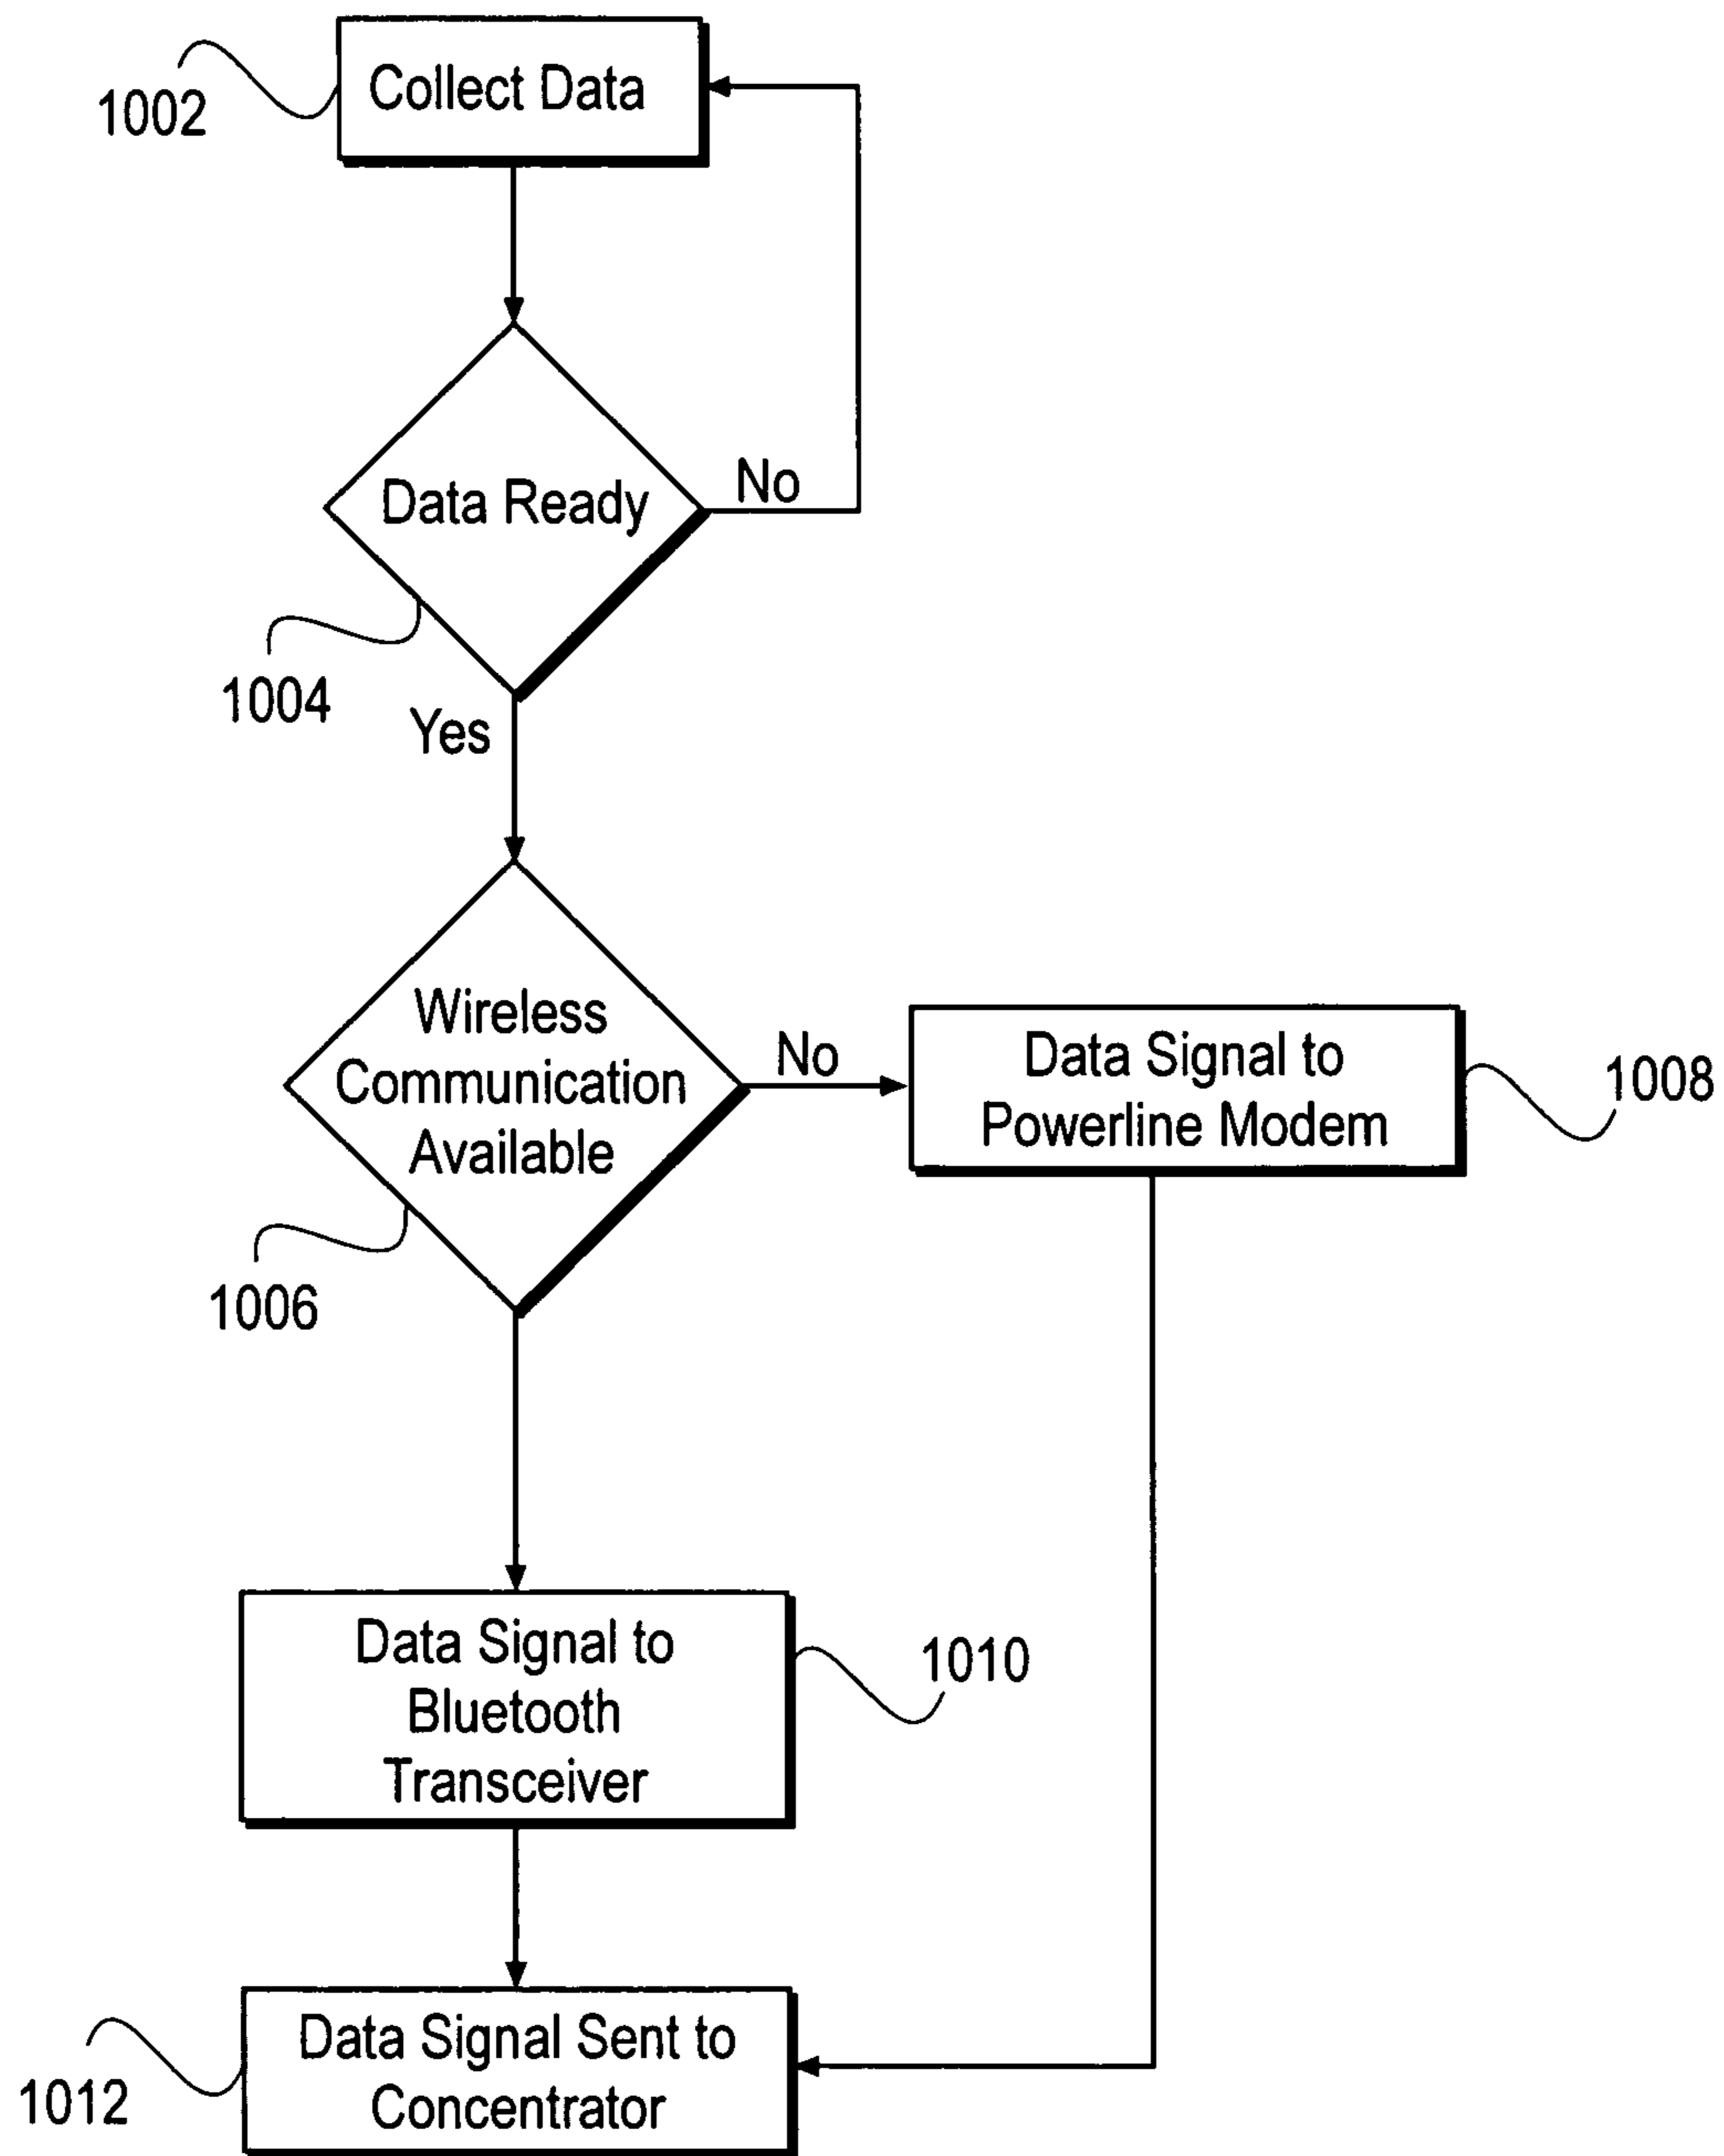 Collect Data
1002
Data Ready
No
1004
Yes
Wireless
Communication
Available
No
Data Signal to
Powerline Modem
1008
1006
Data Signal to
Bluetooth
Transceiver
1010
Data Signal Sent to
Concentrator
1012